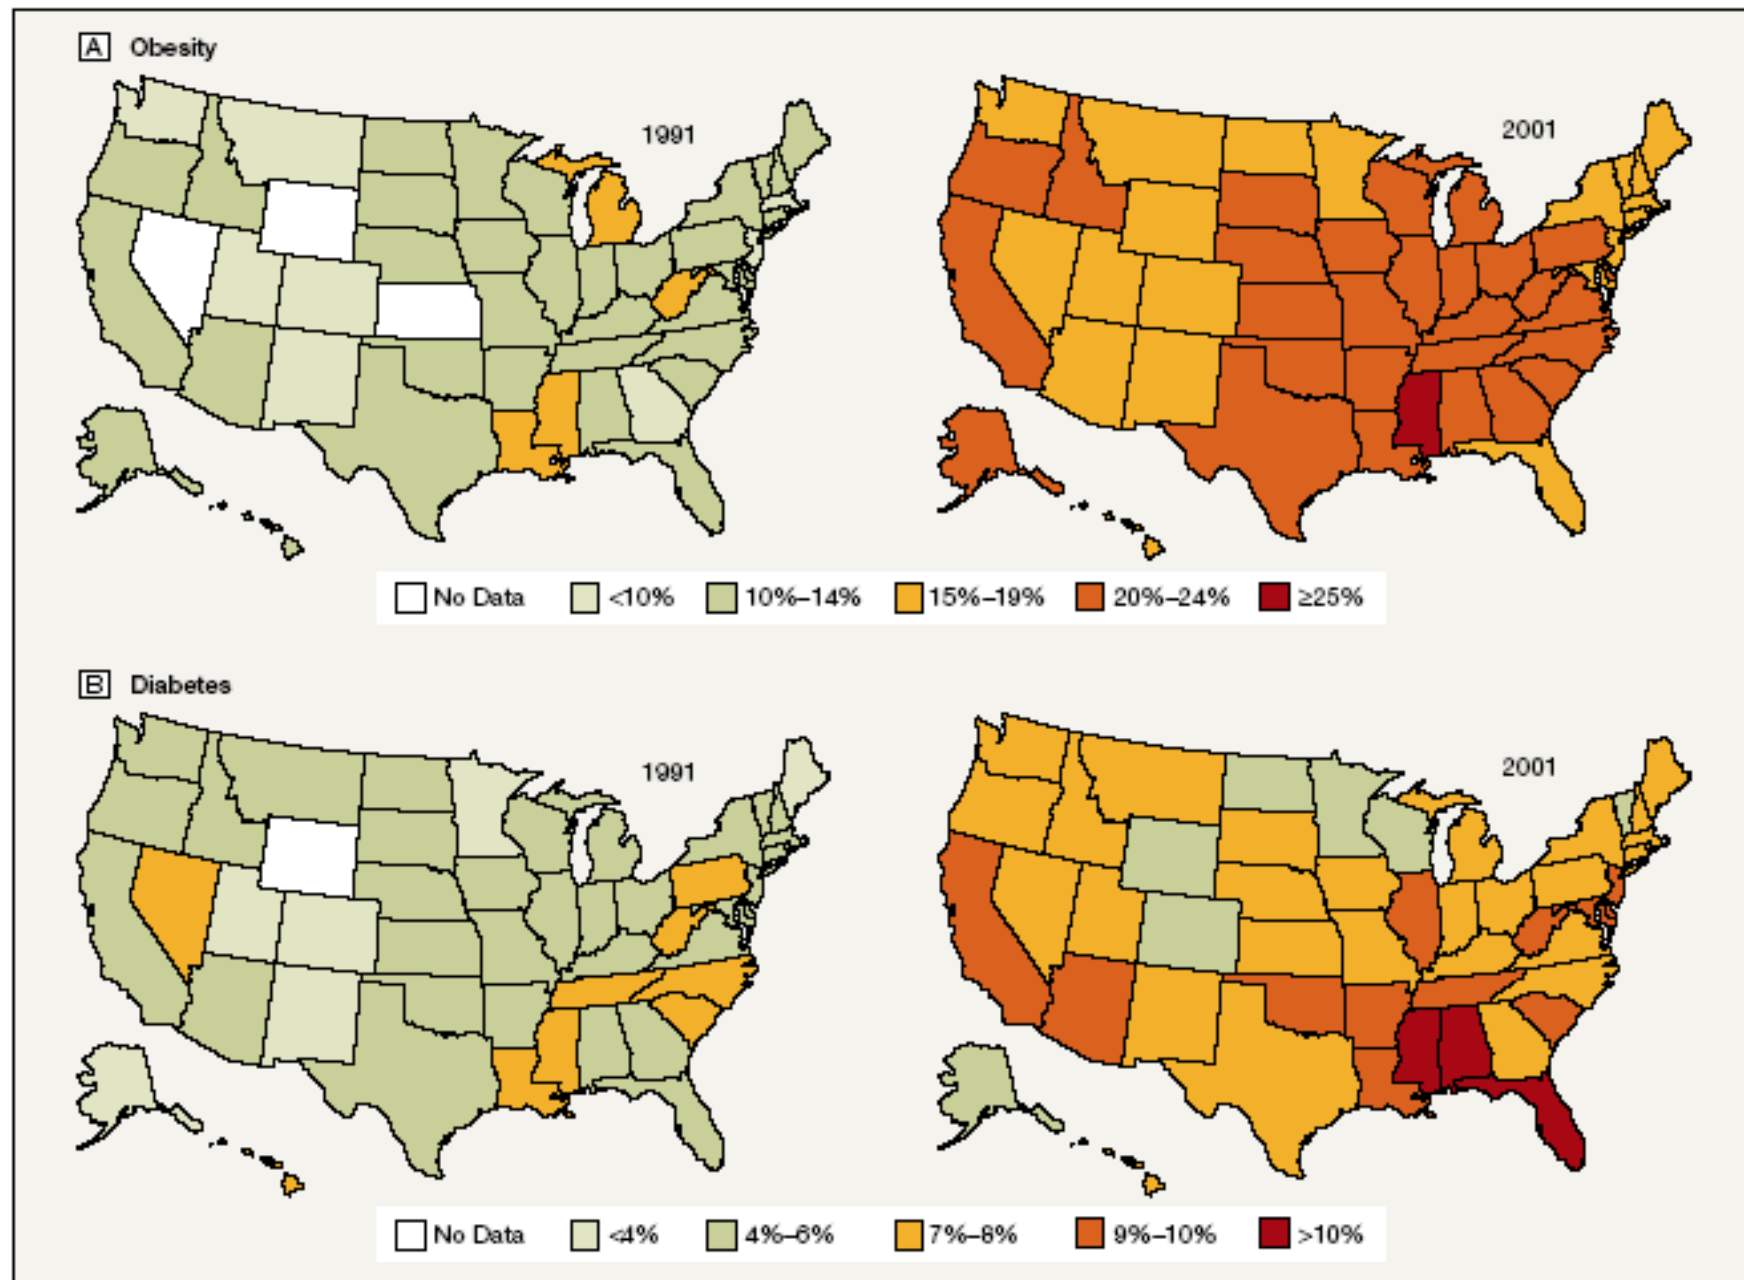 A Obesity
1991
2001
No Data <10% 10%–14% 15%–19% 20%–24% ≥25%
B Diabetes
1991
2001
No Data <4% 4%–6% 7%–8% 9%–10% >10%